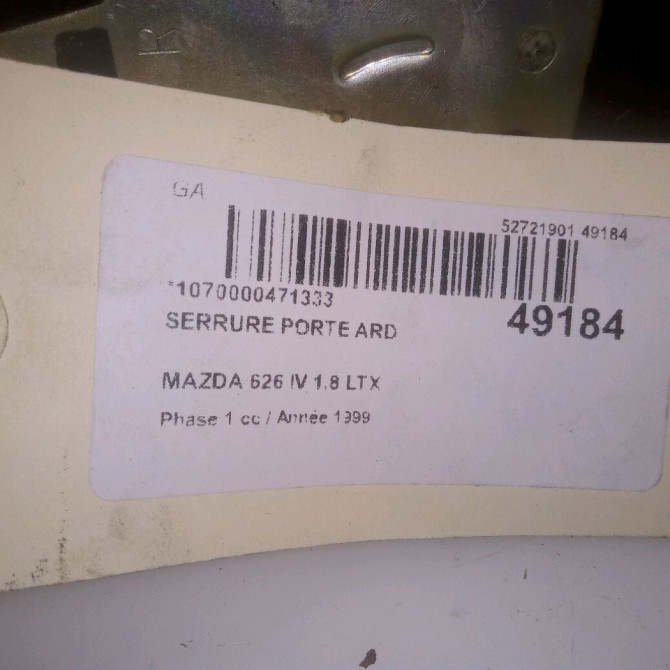 R
GA
52721901 49184
*1070000471333
49184
SERRURE PORTE ARD
MAZDA 626 IV 1.8 LTX
Phase 1 cc / Année 1999